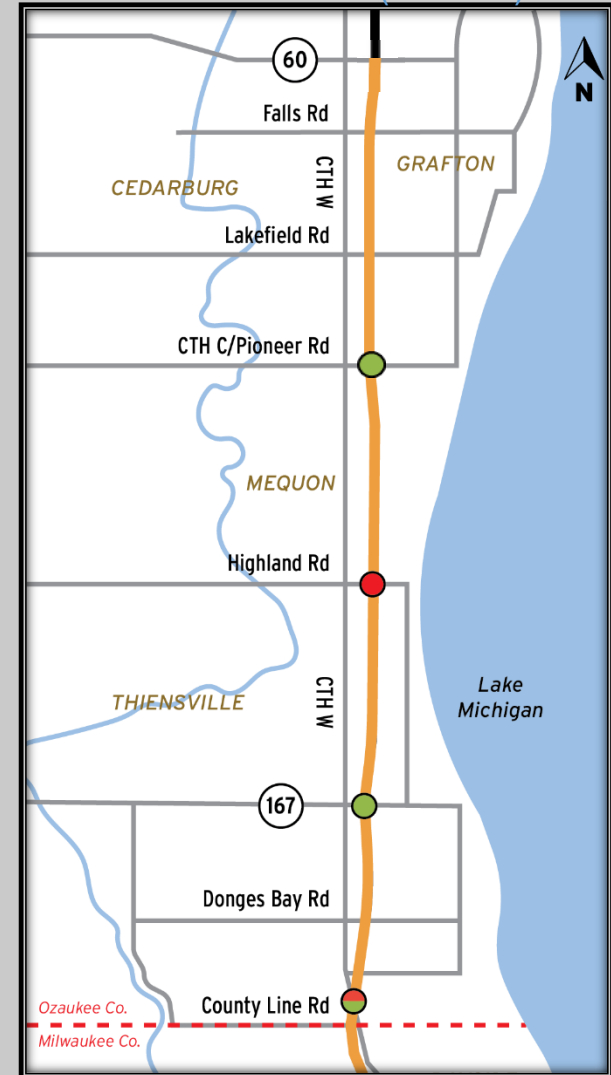 60
N
Falls Rd
CTH W
GRAFTON
CEDARBURG
Lakefield Rd
CTH C/Pioneer Rd
MEQUON
Highland Rd
CTH W
Lake
Michigan
THIENSVILLE
167
Donges Bay Rd
County Line Rd
Ozaukee Co.
Milwaukee Co.